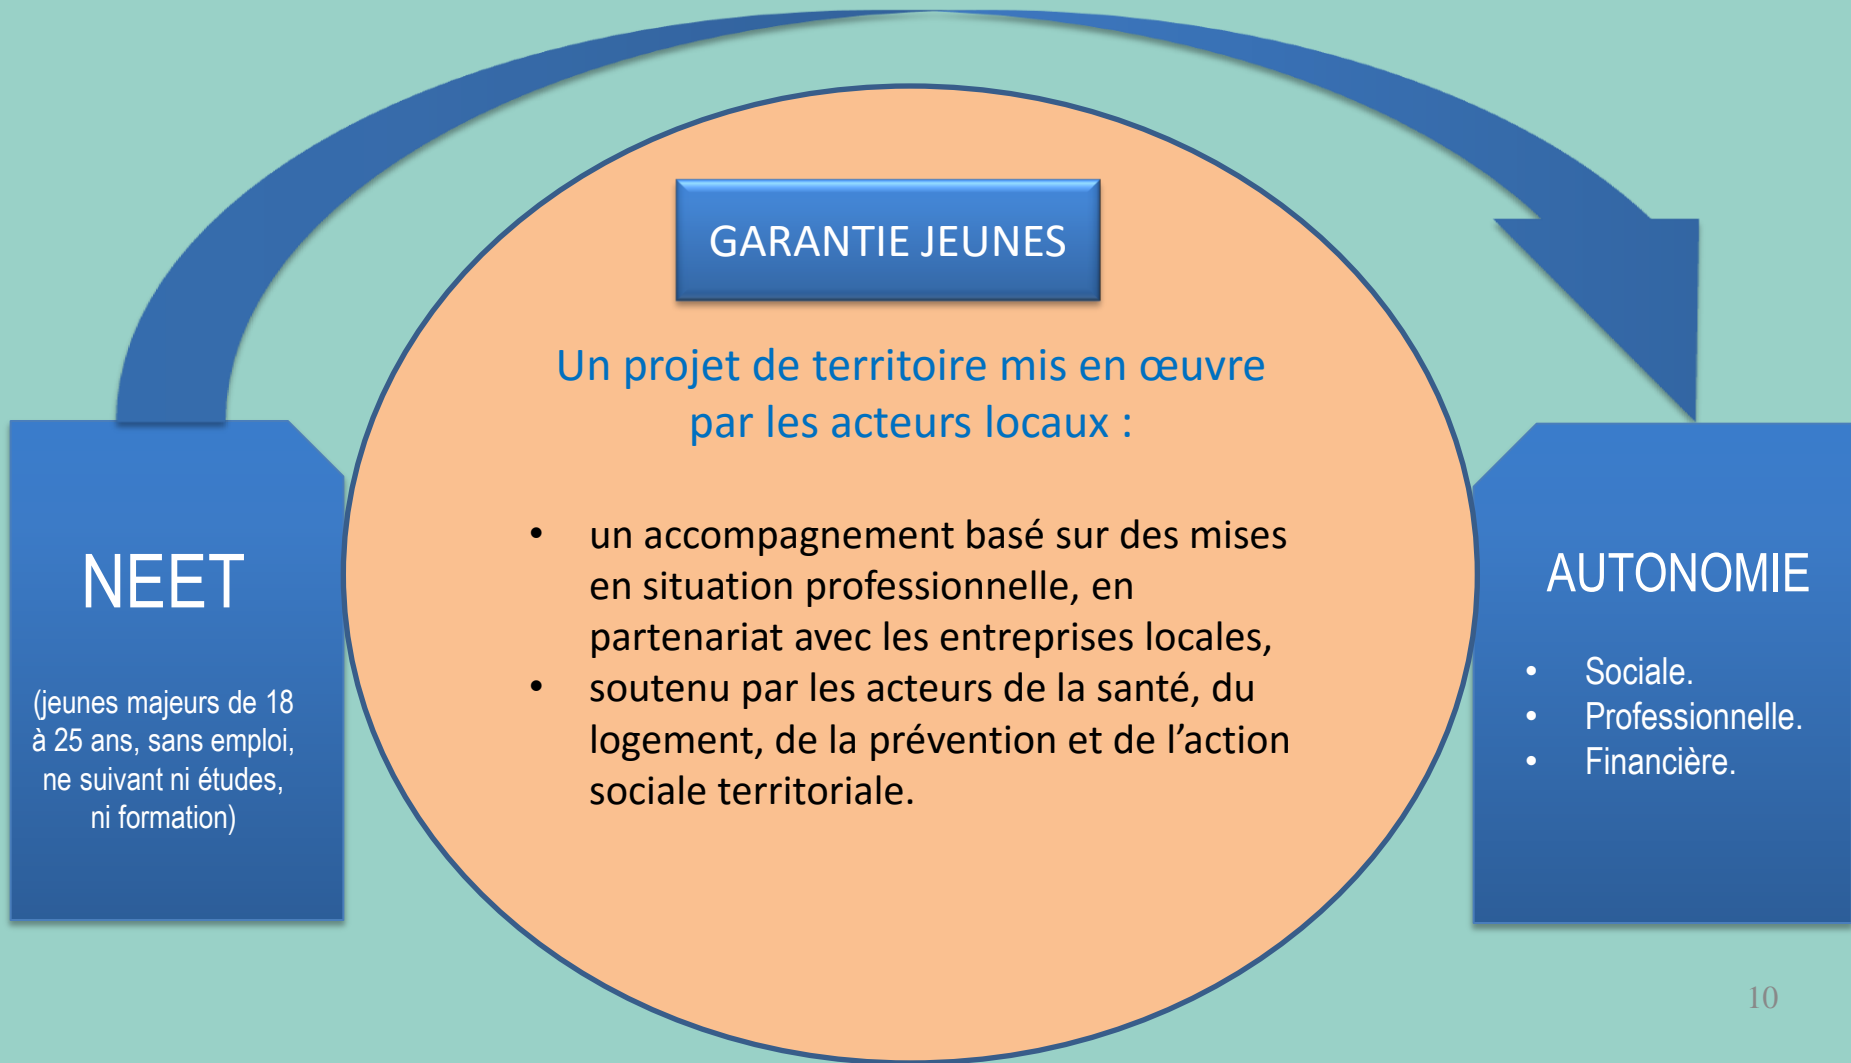 GARANTIE JEUNES
Un projet de territoire mis en œuvre
par les acteurs locaux :
• un accompagnement basé sur des mises
en situation professionnelle, en
partenariat avec les entreprises locales,
• soutenu par les acteurs de la santé, du
logement, de la prévention et de l’action
sociale territoriale.
NEET
(jeunes majeurs de 18
à 25 ans, sans emploi,
ne suivant ni études,
ni formation)
AUTONOMIE
• Sociale.
• Professionnelle.
• Financière.
10